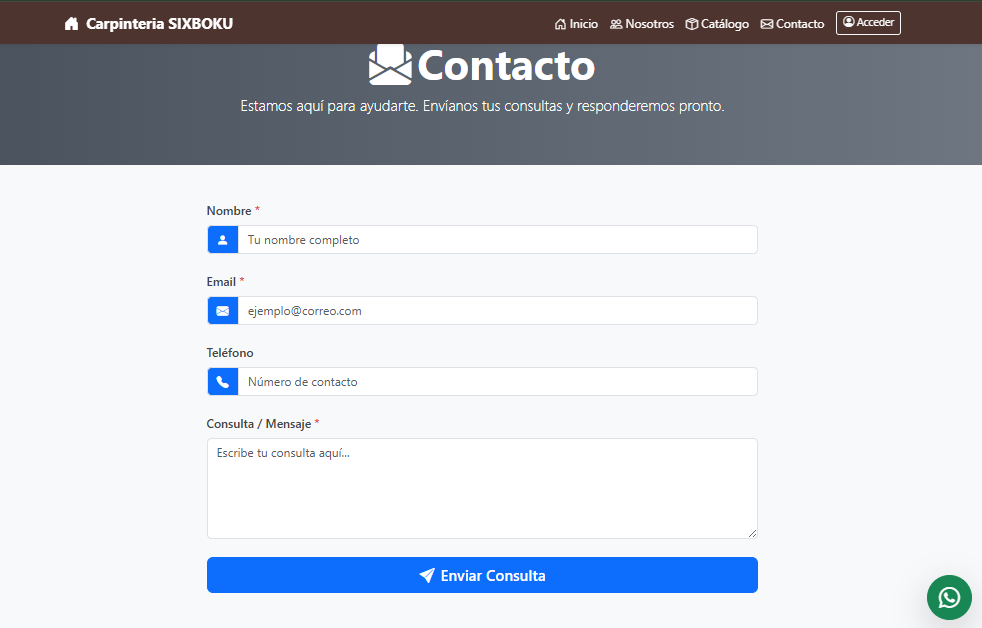 Carpinteria SIXBOKU
Inicio Nosotros Catálogo Contacto Acceder
Contacto
Estamos aquí para ayudarte. Envíanos tus consultas y responderemos pronto.
Nombre *
Tu nombre completo
Email *
ejemplo@correo.com
Teléfono
Número de contacto
Consulta / Mensaje *
Escribe tu consulta aquí...
Enviar Consulta